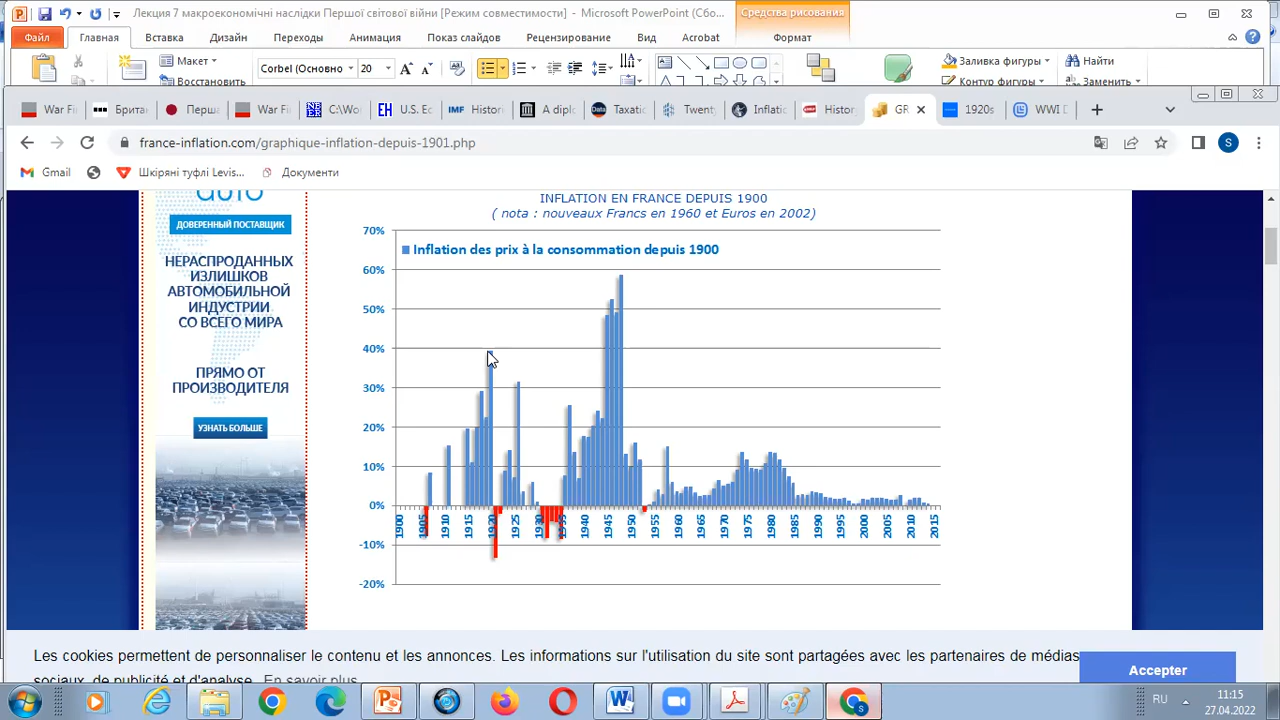 Лекция 7 макроекономічні наслідки Першої світової війни [Режим совместимости] - Microsoft PowerPoint (Сбо...
Средства рисования
Файл Главная Вставка Дизайн Переходы Анимация Показ слайдов Рецензирование Вид Acrobat Формат
Макет
Восстановить
Corbel (Основно 20
Заливка фигуры
Контур фигуры
Найти
Заменить
War Fi Брита Перша War Fi C:\Wo U.S. Ec Histori A dipl Taxatio Twenty Inflatio Histor GR 1920s WWI D
france-inflation.com/graphique-inflation-depuis-1901.php
Gmail Шкіряні туфлі Levis... Документи
auto
ДОВЕРЕННЫЙ ПОСТАВЩИК
НЕРАСПРОДАННЫХ
ИЗЛИШКОВ
АВТОМОБИЛЬНОЙ
ИНДУСТРИИ
СО ВСЕГО МИРА
ПРЯМО ОТ
ПРОИЗВОДИТЕЛЯ
УЗНАТЬ БОЛЬШЕ
INFLATION EN FRANCE DEPUIS 1900
( nota : nouveaux Francs en 1960 et Euros en 2002)
Inflation des prix à la consommation depuis 1900
70%
60%
50%
40%
30%
20%
10%
0%
-10%
-20%
1900 1905 1910 1915 1920 1925 1930 1935 1940 1945 1950 1955 1960 1965 1970 1975 1980 1985 1990 1995 2000 2005 2010 2015
Les cookies permettent de personnaliser le contenu et les annonces. Les informations sur l'utilisation du site sont partagées avec les partenaires de médias
sociaux, de publicité et d'analyse. En savoir plus
Accepter
RU
11:15
27.04.2022